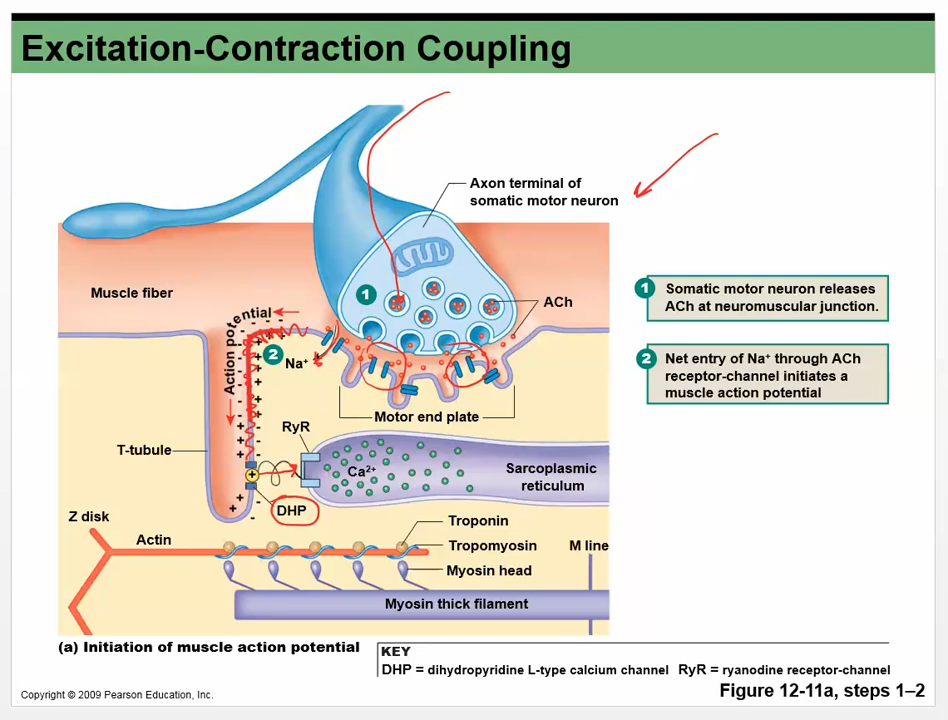 Excitation-Contraction Coupling
Axon terminal of
somatic motor neuron
1
Muscle fiber
ACh
Action potential
2
Na⁺
Motor end plate
1 Somatic motor neuron releases
ACh at neuromuscular junction.
2 Net entry of Na⁺ through ACh
receptor-channel initiates a
muscle action potential
RyR
T-tubule
Ca²⁺
Sarcoplasmic
reticulum
DHP
Z disk
Actin
Troponin
Tropomyosin
M line
Myosin head
Myosin thick filament
(a) Initiation of muscle action potential
KEY
DHP = dihydropyridine L-type calcium channel RyR = ryanodine receptor-channel
Copyright © 2009 Pearson Education, Inc.
Figure 12-11a, steps 1–2